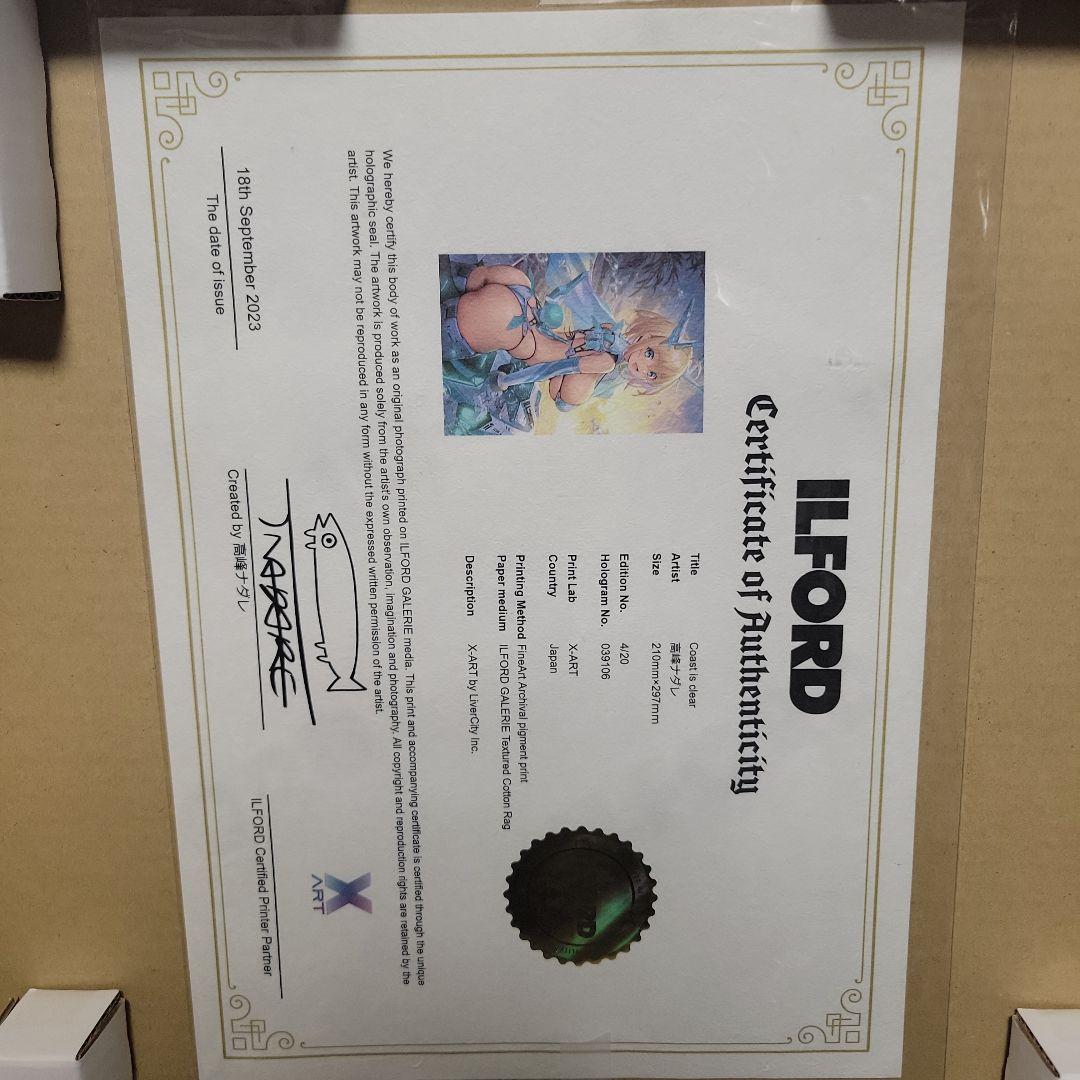 ILFORD
Certificate of Authenticity
Title Coast is clear
Artist 高峰ナダレ
Size 210mm×297mm
Edition No. 4/20
Hologram No. 039106
Print Lab X-ART
Country Japan
Printing Method FineArt Archival pigment print
Paper medium ILFORD GALERIE Textured Cotton Rag
Description X-ART by LiverCity Inc.
We hereby certify this body of work as an original photograph printed on ILFORD GALERIE media. This print and accompanying certificate is certified through the unique
holographic seal. The artwork is produced solely from the artist's own observation, imagination and photography. All copyright and reproduction rights are retained by the
artist. This artwork may not be reproduced in any form without the expressed written permission of the artist.
18th September 2023
The date of issue
NADARE
Created by 高峰ナダレ
X
ART
ILFORD Certified Printer Partner